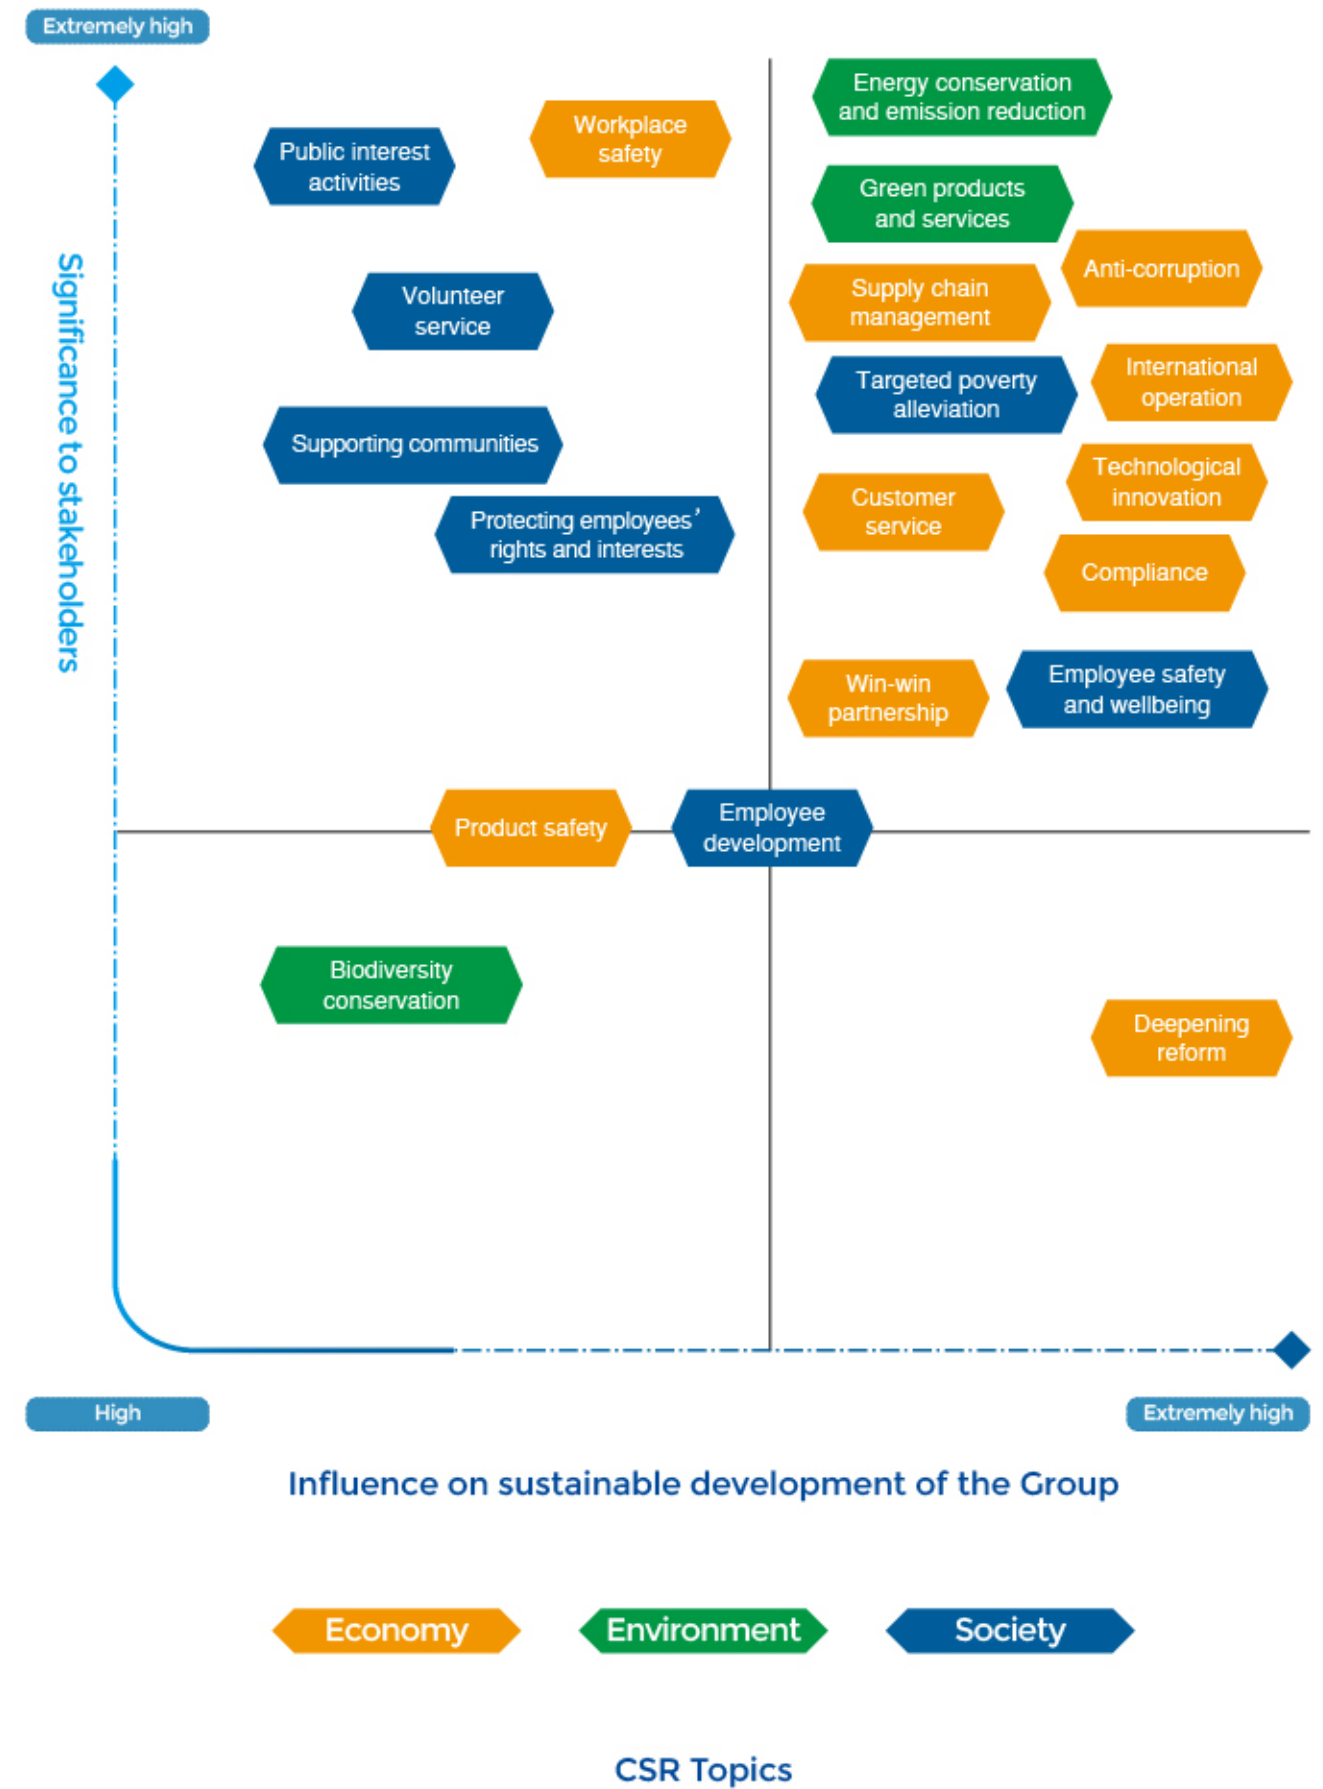 Extremely high
Significance to stakeholders
Energy conservation
and emission reduction
Workplace
safety
Public interest
activities
Green products
and services
Anti-corruption
Supply chain
management
Volunteer
service
Targeted poverty
alleviation
International
operation
Supporting communities
Technological
innovation
Customer
service
Protecting employees’
rights and interests
Compliance
Win-win
partnership
Employee safety
and wellbeing
Product safety
Employee
development
Biodiversity
conservation
Deepening
reform
High
Extremely high
Influence on sustainable development of the Group
Economy
Environment
Society
CSR Topics